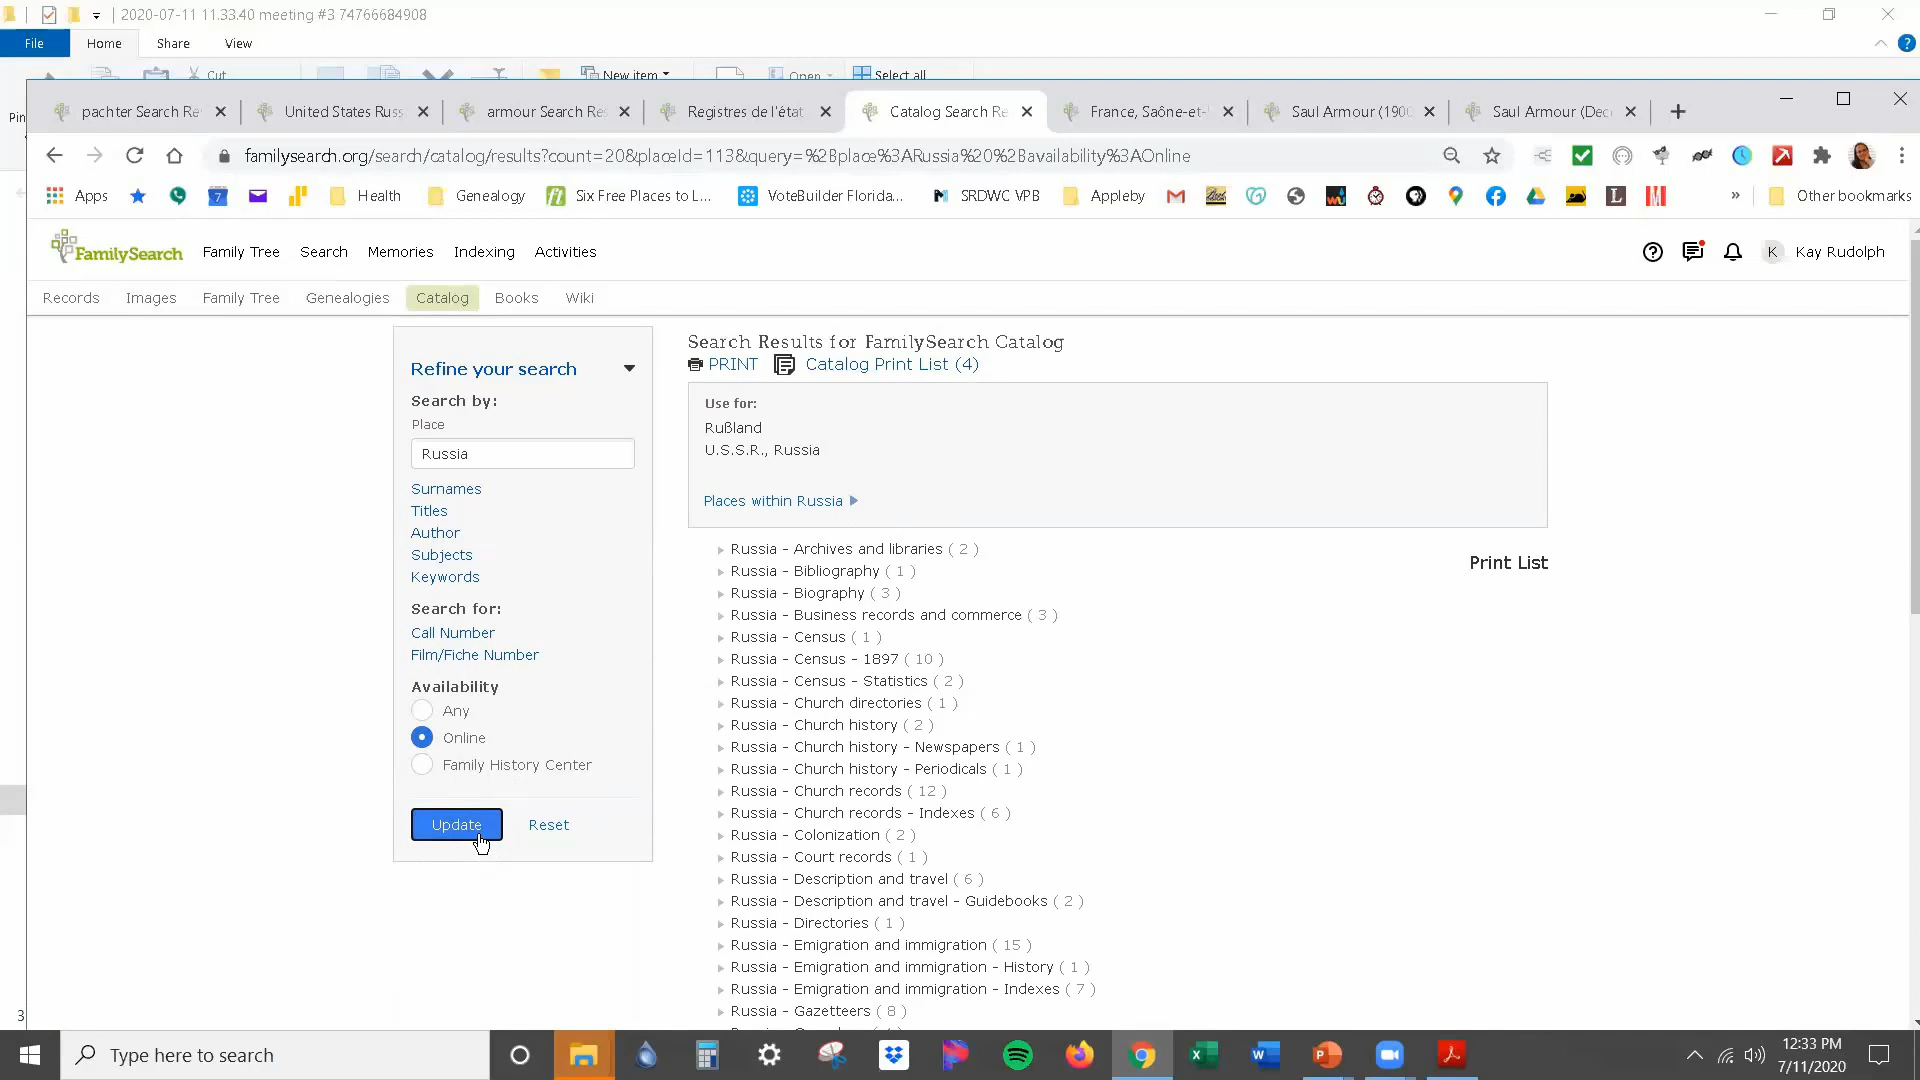 2020-07-11 11.33.40 meeting #3 74766684908
File Home Share View
Cut
New item
Open
Select all
Pin
pachter Search Re
United States Russ
armour Search Res
Registres de l'état
Catalog Search Re
France, Saône-et-
Saul Armour (1900
Saul Armour (Dec
familysearch.org/search/catalog/results?count=20&placeId=113&query=%2Bplace%3ARussia%20%2Bavailability%3AOnline
Apps
7
Health
Genealogy
Six Free Places to L...
VoteBuilder Florida...
SRDWC VPB
Appleby
»
Other bookmarks
FamilySearch
Family Tree Search Memories Indexing Activities
K Kay Rudolph
Records Images Family Tree Genealogies Catalog Books Wiki
Refine your search
Search by:
Place
Russia
Surnames
Titles
Author
Subjects
Keywords
Search for:
Call Number
Film/Fiche Number
Availability
Any
Online
Family History Center
Update Reset
Search Results for FamilySearch Catalog
PRINT Catalog Print List (4)
Use for:
Rußland
U.S.S.R., Russia
Places within Russia
Russia - Archives and libraries ( 2 )
Russia - Bibliography ( 1 )
Russia - Biography ( 3 )
Russia - Business records and commerce ( 3 )
Russia - Census ( 1 )
Russia - Census - 1897 ( 10 )
Russia - Census - Statistics ( 2 )
Russia - Church directories ( 1 )
Russia - Church history ( 2 )
Russia - Church history - Newspapers ( 1 )
Russia - Church history - Periodicals ( 1 )
Russia - Church records ( 12 )
Russia - Church records - Indexes ( 6 )
Russia - Colonization ( 2 )
Russia - Court records ( 1 )
Russia - Description and travel ( 6 )
Russia - Description and travel - Guidebooks ( 2 )
Russia - Directories ( 1 )
Russia - Emigration and immigration ( 15 )
Russia - Emigration and immigration - History ( 1 )
Russia - Emigration and immigration - Indexes ( 7 )
Russia - Gazetteers ( 8 )
Print List
3
Type here to search
12:33 PM
7/11/2020